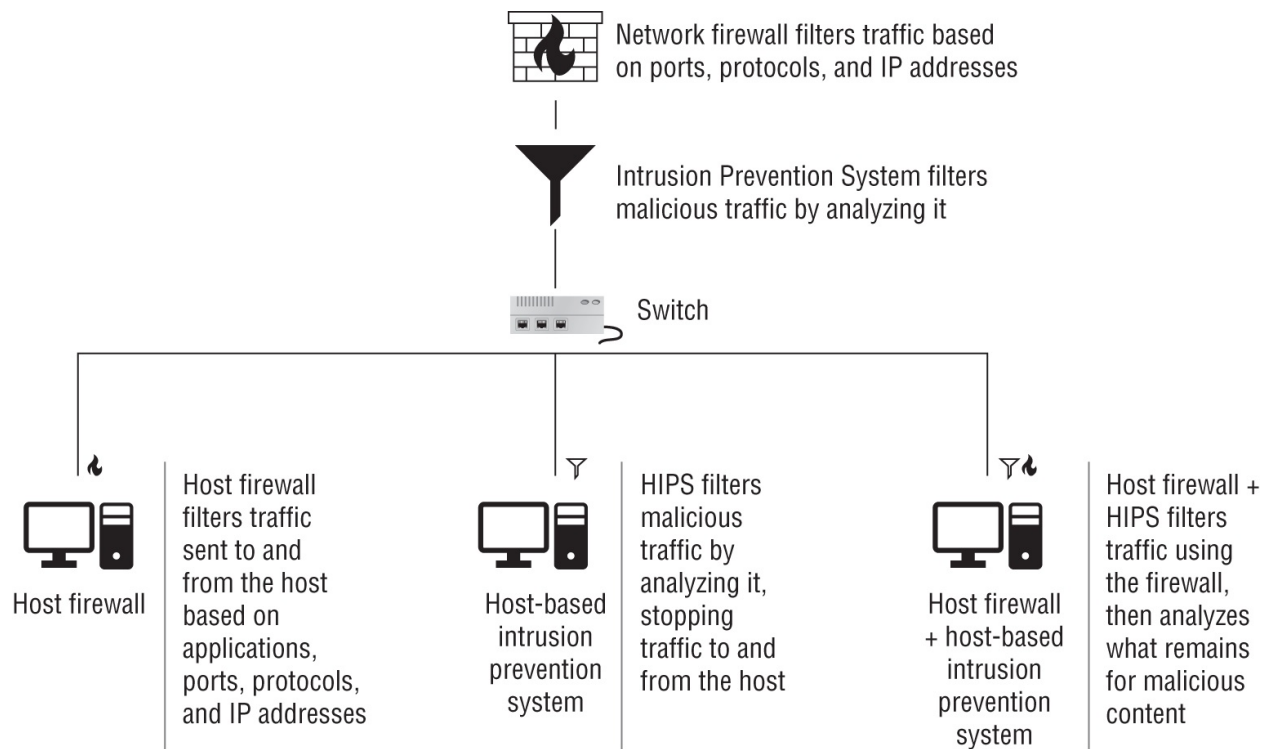 Network firewall filters traffic based
on ports, protocols, and IP addresses
Intrusion Prevention System filters
malicious traffic by analyzing it
Switch
Host firewall
Host firewall
filters traffic
sent to and
from the host
based on
applications,
ports, protocols,
and IP addresses
Host-based
intrusion
prevention
system
HIPS filters
malicious
traffic by
analyzing it,
stopping
traffic to and
from the host
Host firewall
+ host-based
intrusion
prevention
system
Host firewall +
HIPS filters
traffic using
the firewall,
then analyzes
what remains
for malicious
content